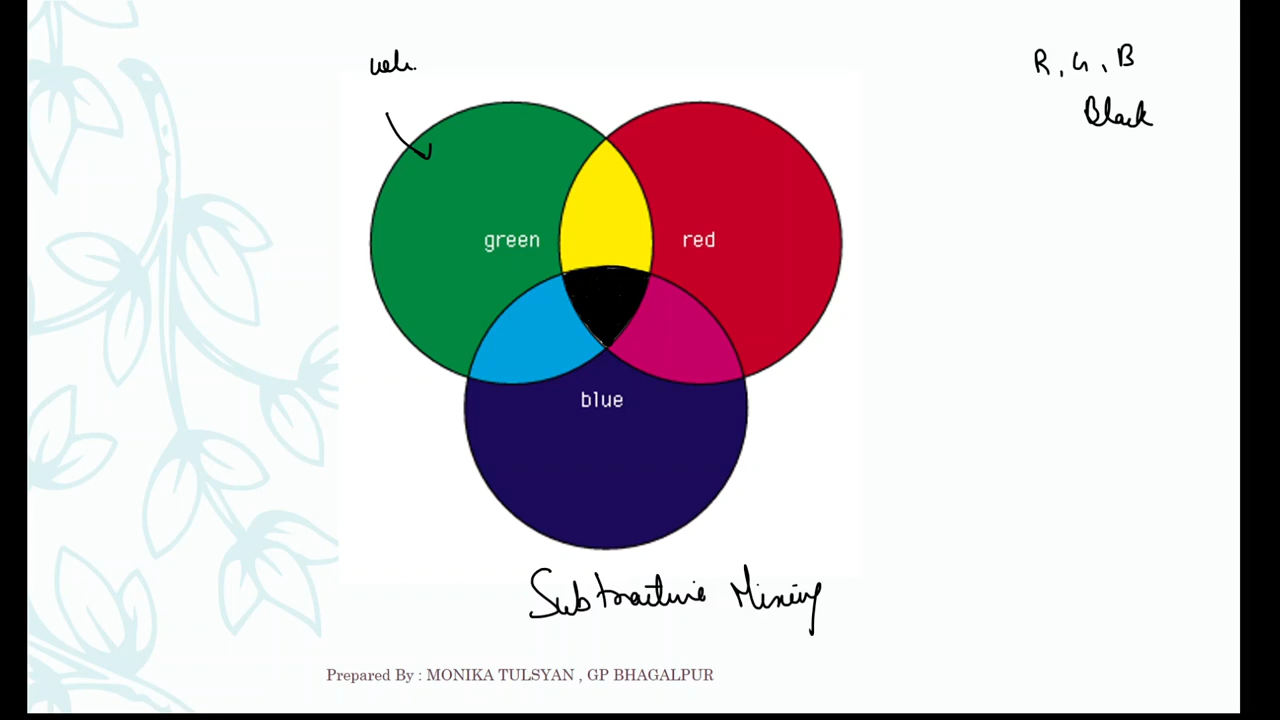 R, G, B
Black
green
red
blue
Subtractive Mixing
Prepared By : MONIKA TULSYAN , GP BHAGALPUR